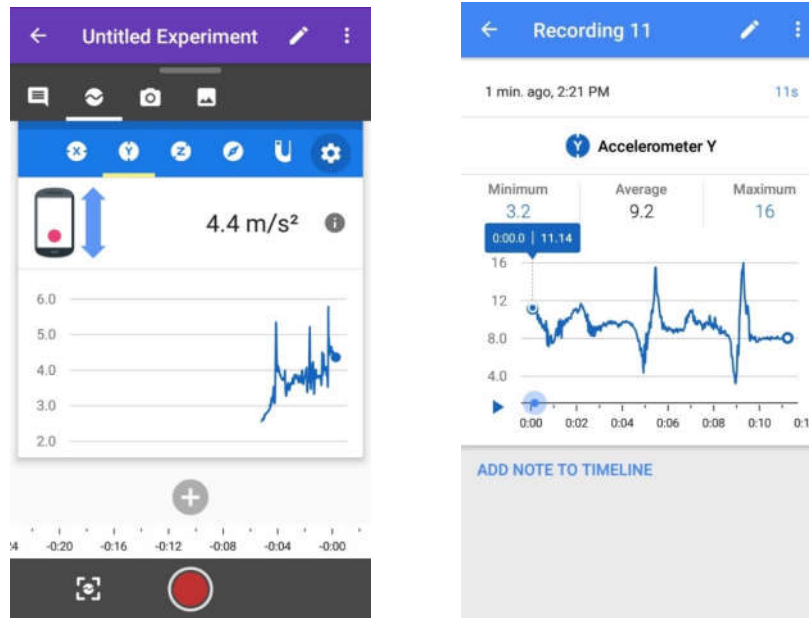 Untitled Experiment
X Y Z
4.4 m/s²
6.0
5.0
4.0
3.0
2.0
:4 -0:20 -0:16 -0:12 -0:08 -0:04 -0:00
Recording 11
1 min. ago, 2:21 PM 11s
Y Accelerometer Y
Minimum Average Maximum
3.2 9.2 16
0:00.0 | 11.14
16
12
8.0
4.0
0:00 0:02 0:04 0:06 0:08 0:10 0:1
ADD NOTE TO TIMELINE